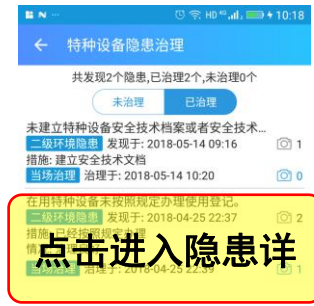 HD 4G 10:18
特种设备隐患治理
共发现2个隐患,已治理2个,未治理0个
未治理 已治理
未建立特种设备安全技术档案或者安全技术...
二级环境隐患 发现于: 2018-05-14 09:16 1
措施: 建立安全技术文档
当场治理 治理于: 2018-05-14 10:20 0
在用特种设备未按照规定办理使用登记。
二级环境隐患 发现于: 2018-04-25 22:37 2
措施: 已经按照规定办理
点击进入隐患详
当场治理 治理于: 2018-04-25 22:39 1